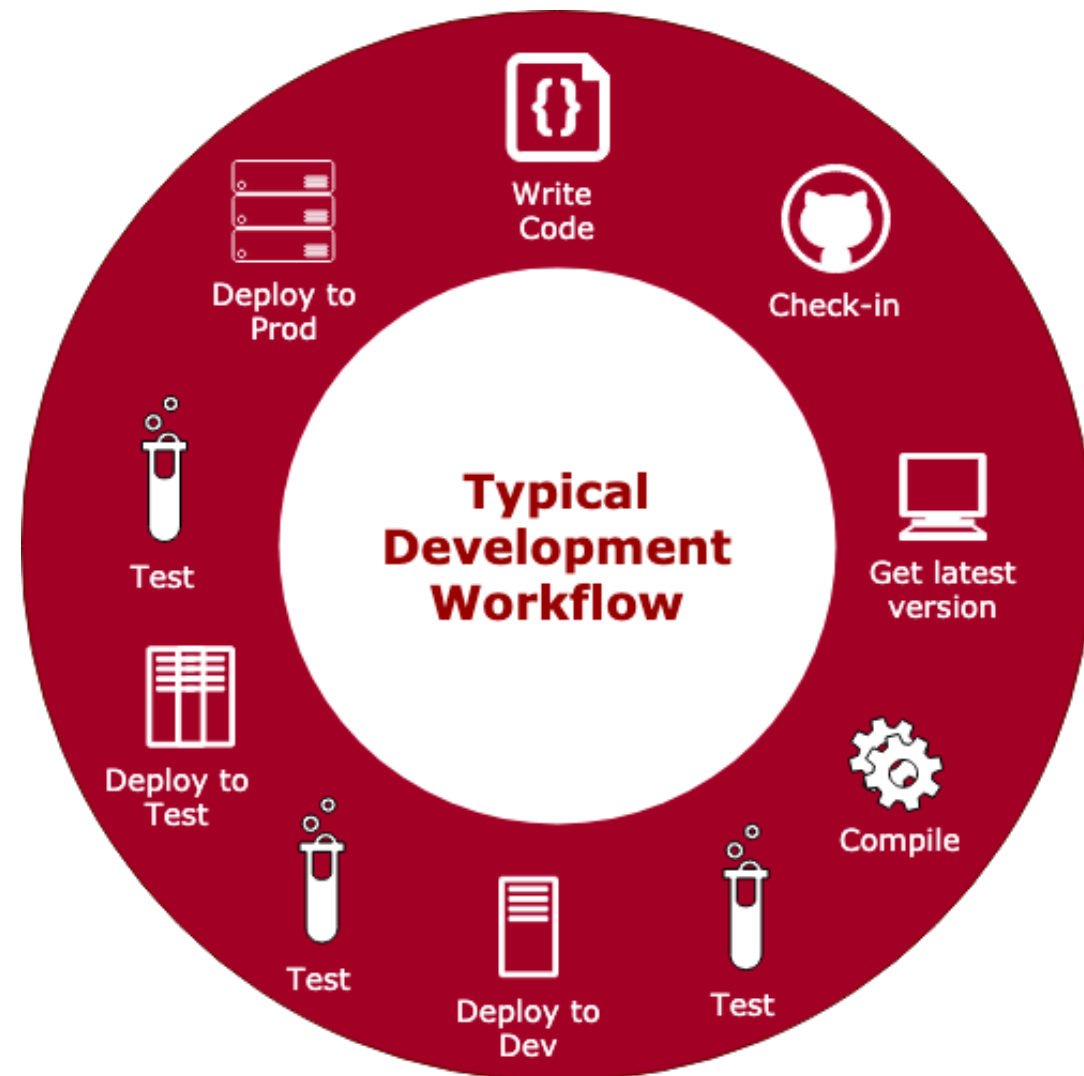 {}
Write
Code
Check-in
Get latest
version
Compile
Test
Deploy to
Dev
Test
Deploy to
Test
Test
Deploy to
Prod
Typical
Development
Workflow